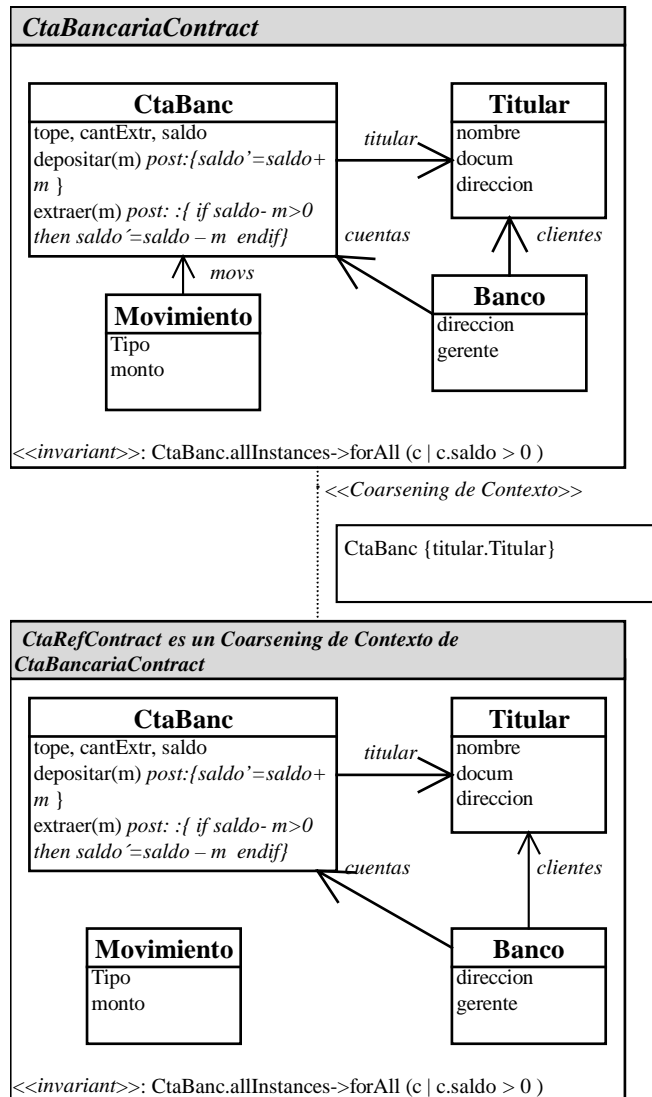 CtaBancariaContract
CtaBanc
tope, cantExtr, saldo
depositar(m) post:{saldo’=saldo+
m }
extraer(m) post: :{ if saldo- m>0
then saldo´=saldo – m endif}
titular
Titular
nombre
docum
direccion
cuentas
clientes
movs
Movimiento
Tipo
monto
Banco
direccion
gerente
<<invariant>>: CtaBanc.allInstances->forAll (c | c.saldo > 0 )
<<Coarsening de Contexto>>
CtaBanc {titular.Titular}
CtaRefContract es un Coarsening de Contexto de
CtaBancariaContract
CtaBanc
tope, cantExtr, saldo
depositar(m) post:{saldo’=saldo+
m }
extraer(m) post: :{ if saldo- m>0
then saldo´=saldo – m endif}
titular
Titular
nombre
docum
direccion
cuentas
clientes
Movimiento
Tipo
monto
Banco
direccion
gerente
<<invariant>>: CtaBanc.allInstances->forAll (c | c.saldo > 0 )